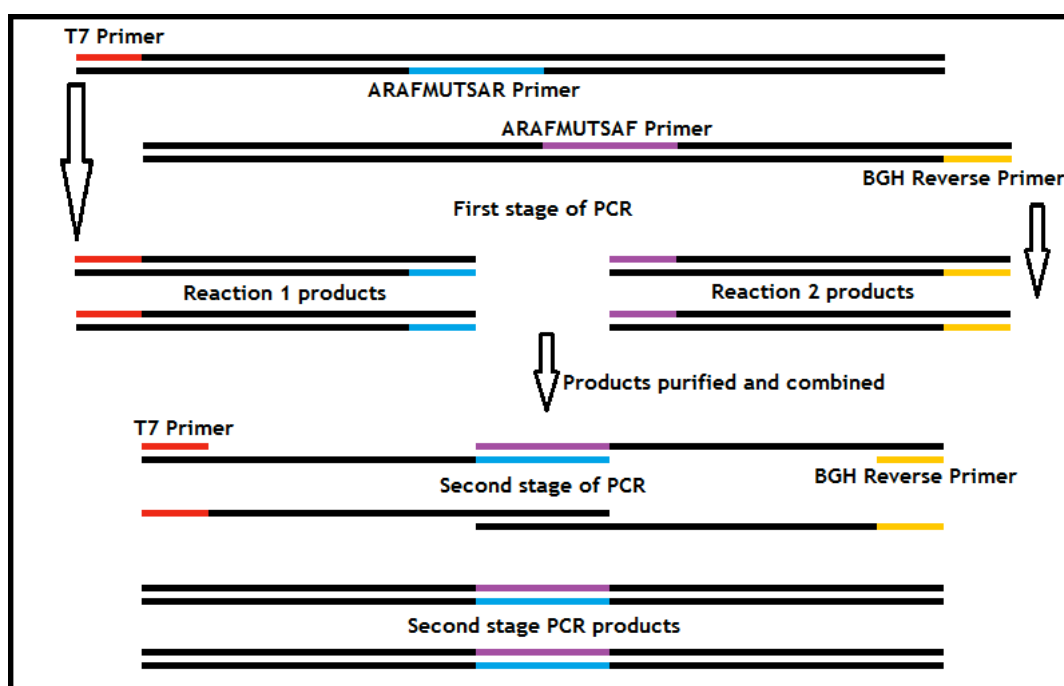 T7 Primer
ARAFMUTSAR Primer
ARAFMUTSAF Primer
BGH Reverse Primer
First stage of PCR
Reaction 1 products
Reaction 2 products
Products purified and combined
T7 Primer
BGH Reverse Primer
Second stage of PCR
Second stage PCR products